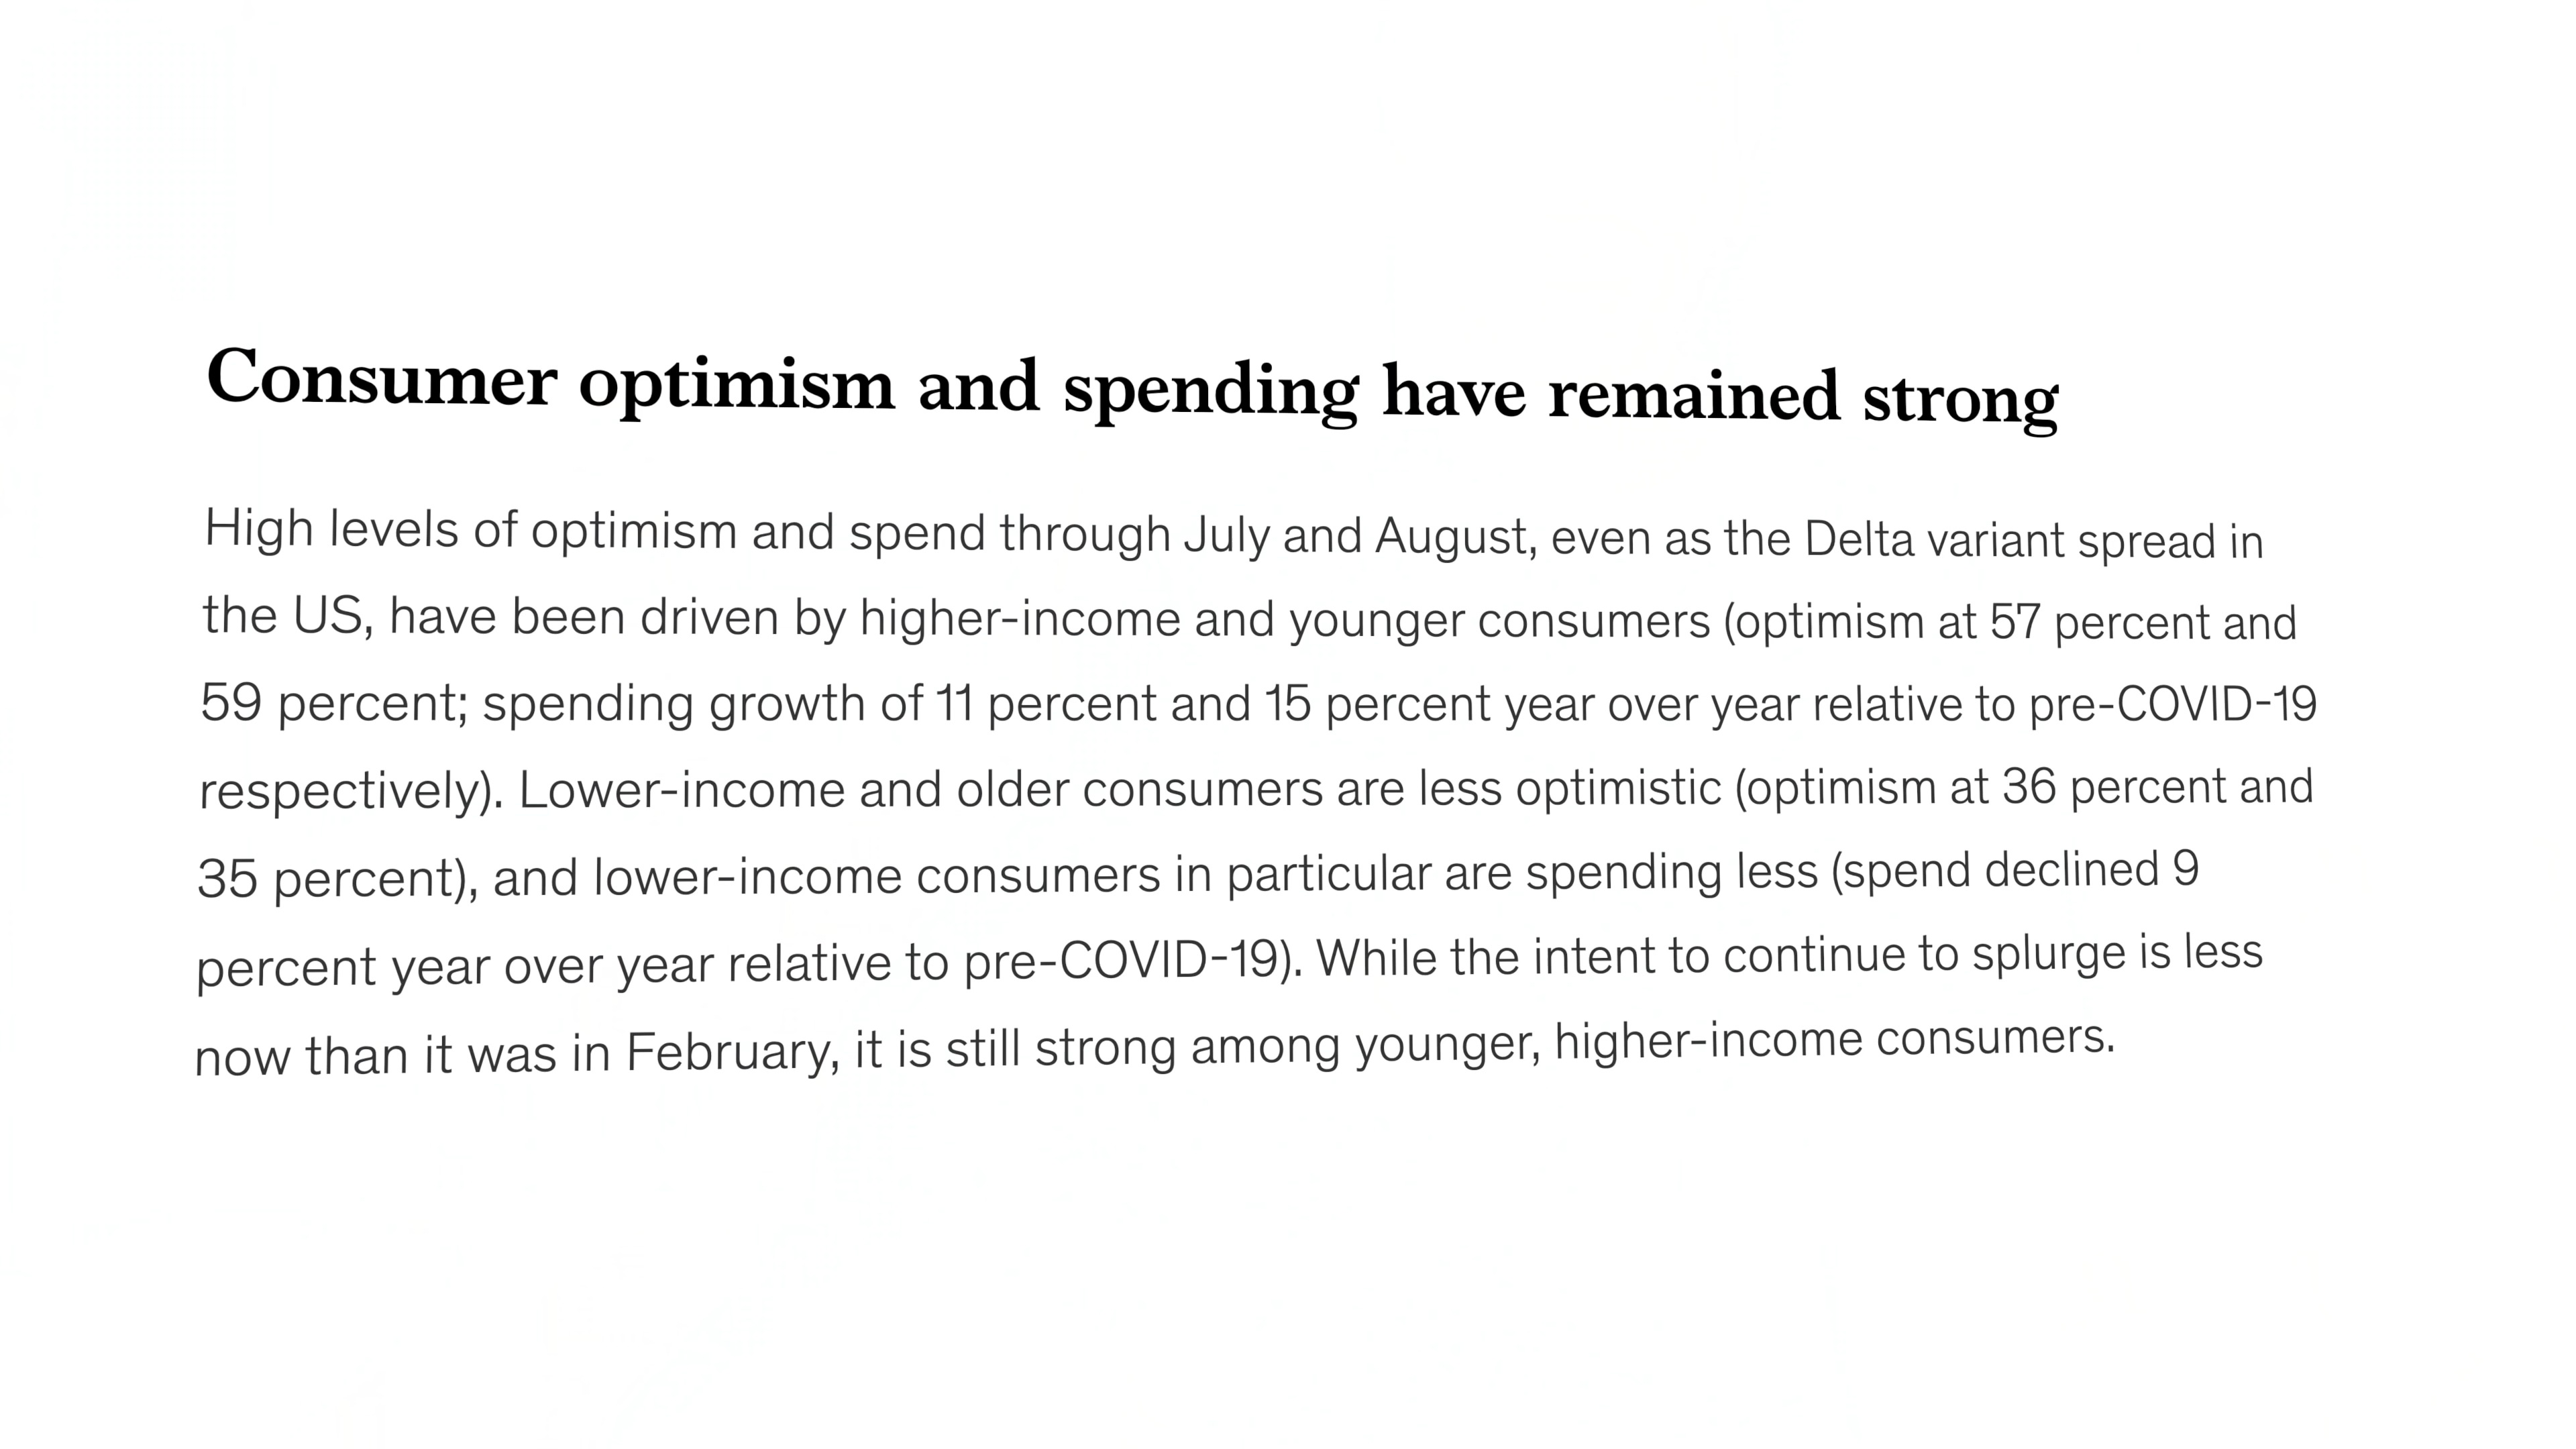 Consumer optimism and spending have remained strong
High levels of optimism and spend through July and August, even as the Delta variant spread in
the US, have been driven by higher-income and younger consumers (optimism at 57 percent and
59 percent; spending growth of 11 percent and 15 percent year over year relative to pre-COVID-19
respectively). Lower-income and older consumers are less optimistic (optimism at 36 percent and
35 percent), and lower-income consumers in particular are spending less (spend declined 9
percent year over year relative to pre-COVID-19). While the intent to continue to splurge is less
now than it was in February, it is still strong among younger, higher-income consumers.